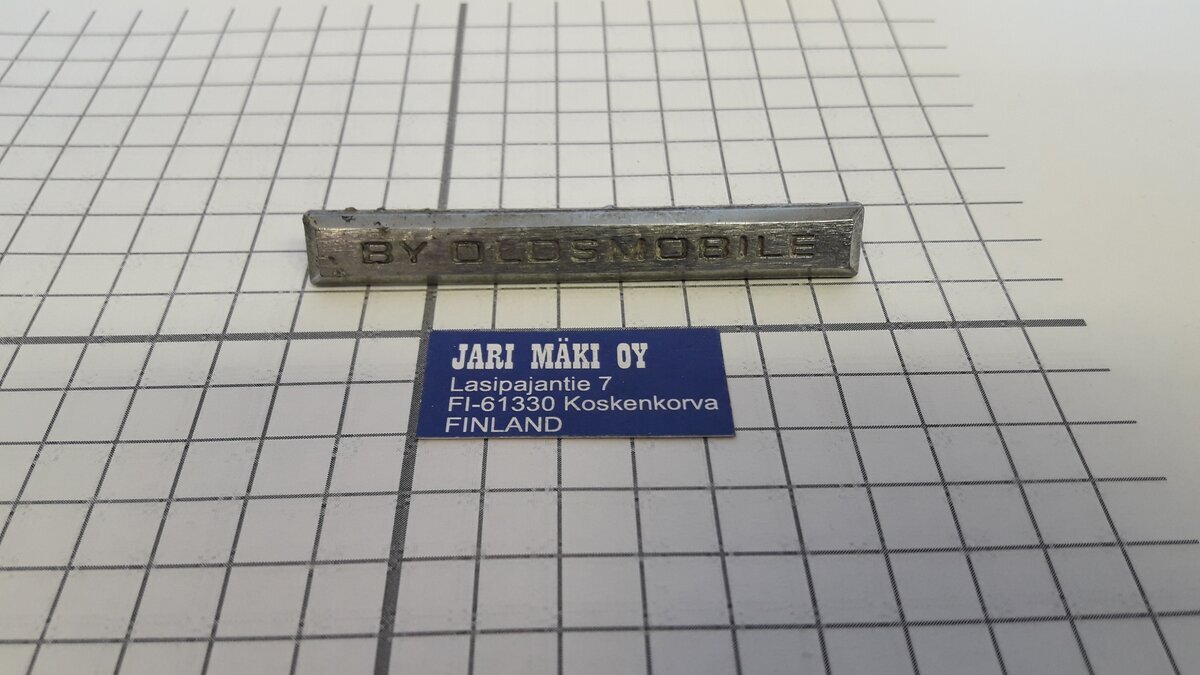 BY OLDSMOBILE
JARI MÄKI OY
Lasipajantie 7
FI-61330 Koskenkorva
FINLAND